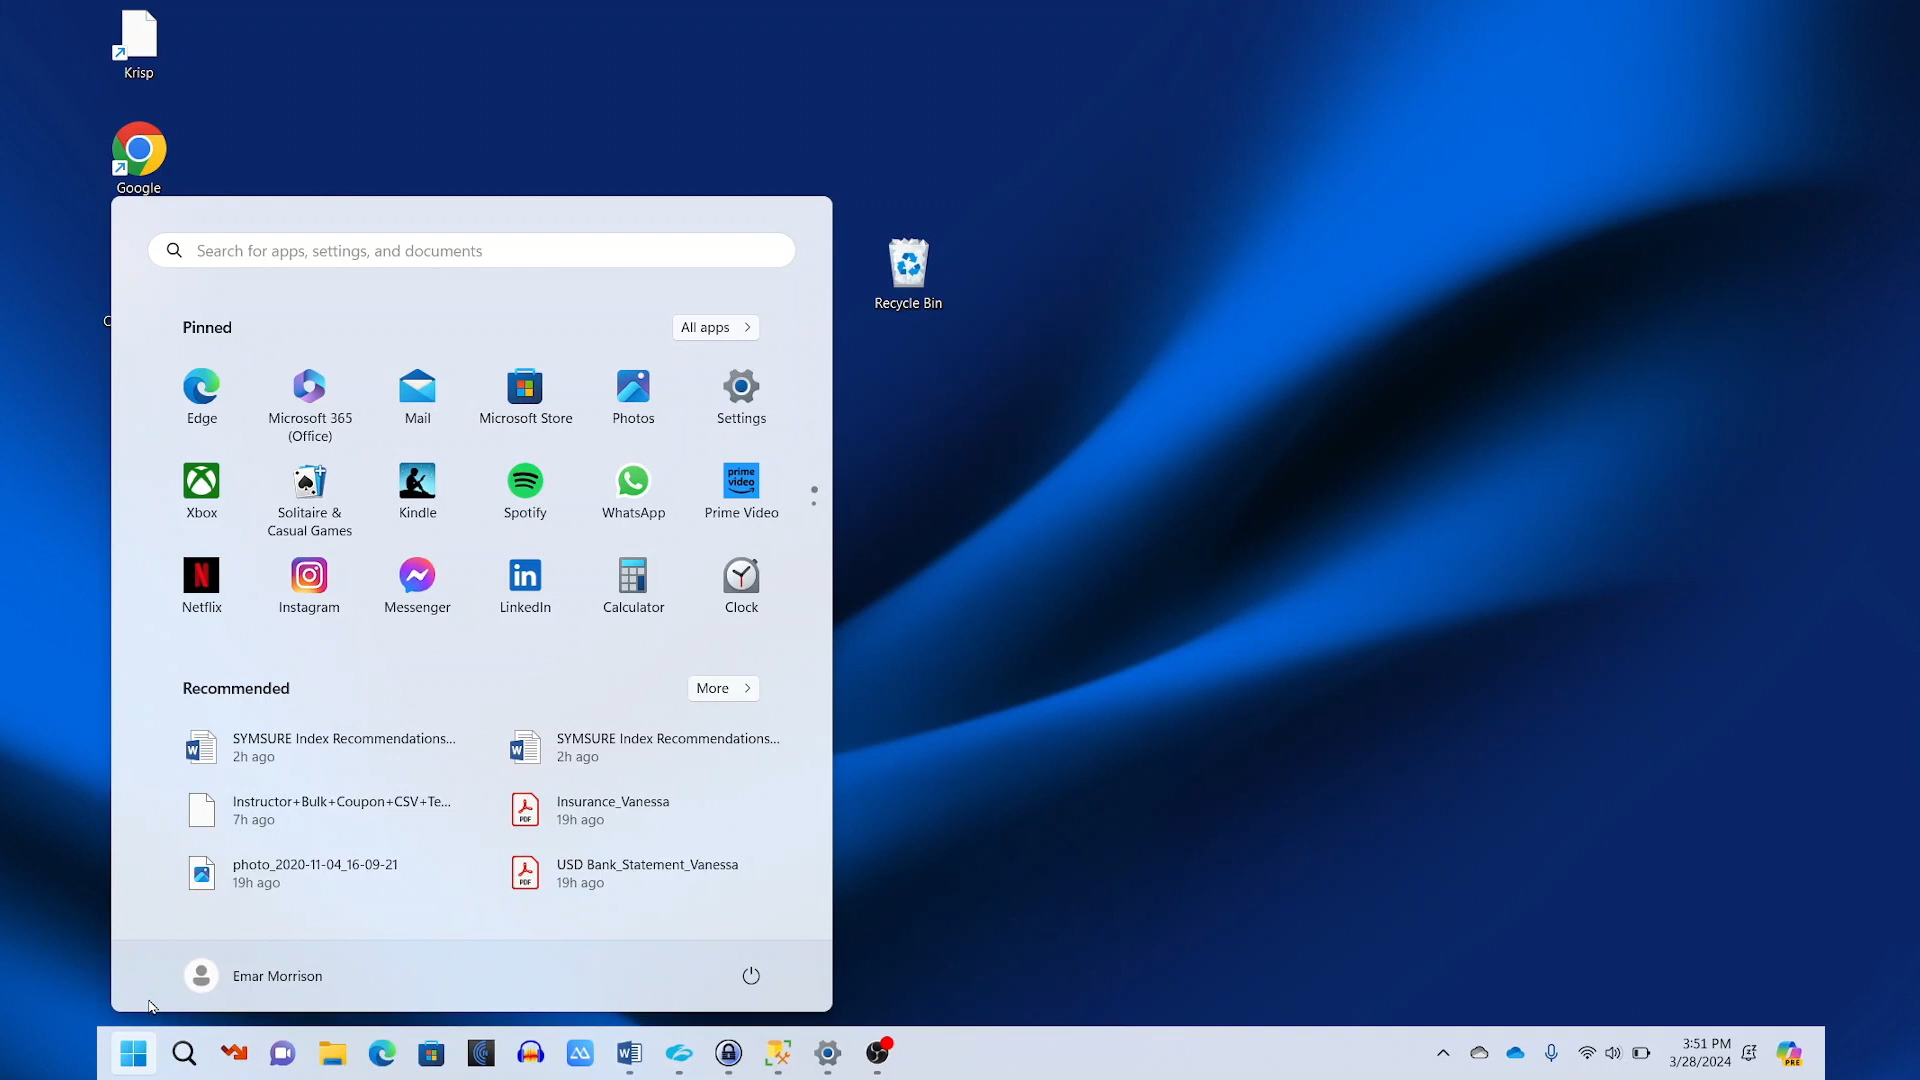 Krisp
Google
Search for apps, settings, and documents
Recycle Bin
Pinned
All apps
Edge
Microsoft 365
(Office)
Mail
Microsoft Store
Photos
Settings
prime
video
Xbox
Solitaire &
Casual Games
Kindle
Spotify
WhatsApp
Prime Video
Netflix
Instagram
Messenger
LinkedIn
Calculator
Clock
Recommended
More
SYMSURE Index Recommendations...
2h ago
SYMSURE Index Recommendations...
2h ago
Instructor+Bulk+Coupon+CSV+Te...
7h ago
Insurance_Vanessa
19h ago
photo_2020-11-04_16-09-21
19h ago
USD Bank_Statement_Vanessa
19h ago
Emar Morrison
3:51 PM
3/28/2024
PRE